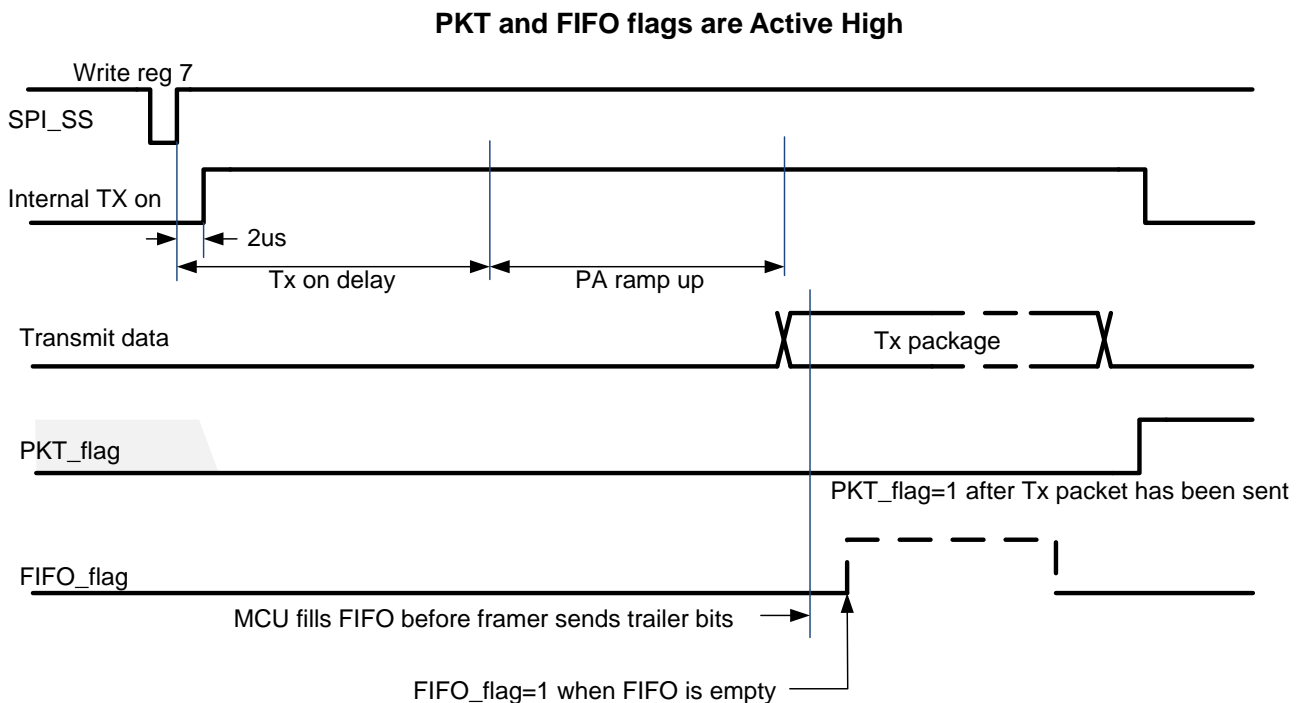 PKT and FIFO flags are Active High
Write reg 7
SPI_SS
Internal TX on
2us
Tx on delay
PA ramp up
Transmit data
Tx package
PKT_flag
PKT_flag=1 after Tx packet has been sent
FIFO_flag
MCU fills FIFO before framer sends trailer bits
FIFO_flag=1 when FIFO is empty